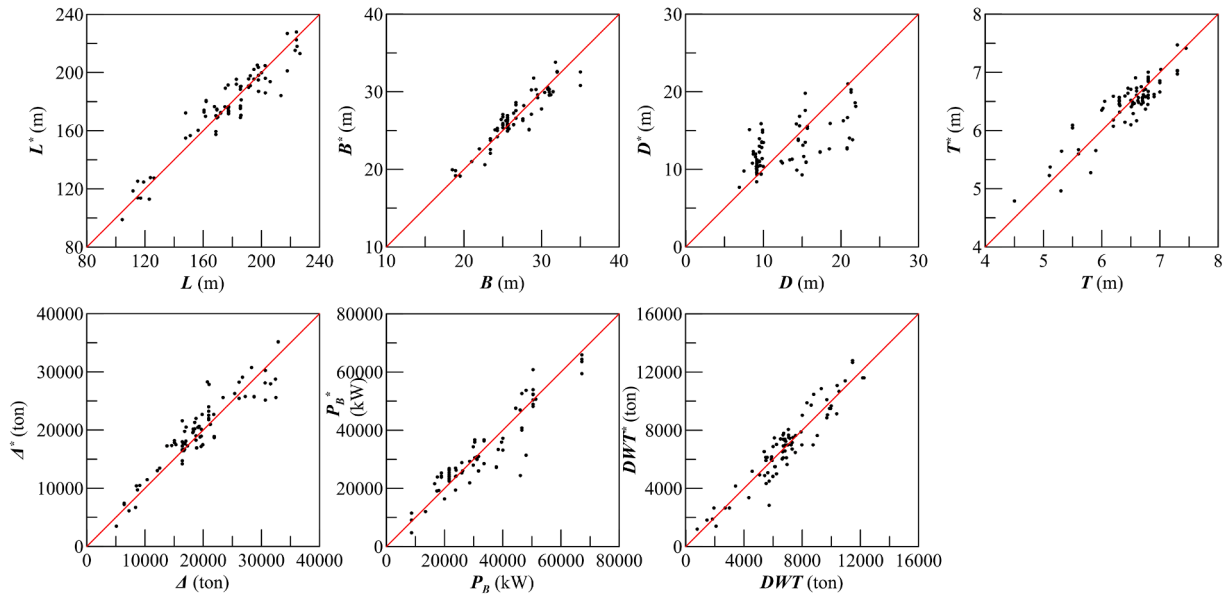 240
200
160
120
80
L* (m)
80 120 160 200 240
L (m)
40
30
20
10
B* (m)
10 20 30 40
B (m)
30
20
10
0
D* (m)
0 10 20 30
D (m)
8
7
6
5
4
T* (m)
4 5 6 7 8
T (m)
40000
30000
20000
10000
0
Δ* (ton)
0 10000 20000 30000 40000
Δ (ton)
80000
60000
40000
20000
0
P_B* (kW)
0 20000 40000 60000 80000
P_B (kW)
16000
12000
8000
4000
0
DWT* (ton)
0 4000 8000 12000 16000
DWT (ton)